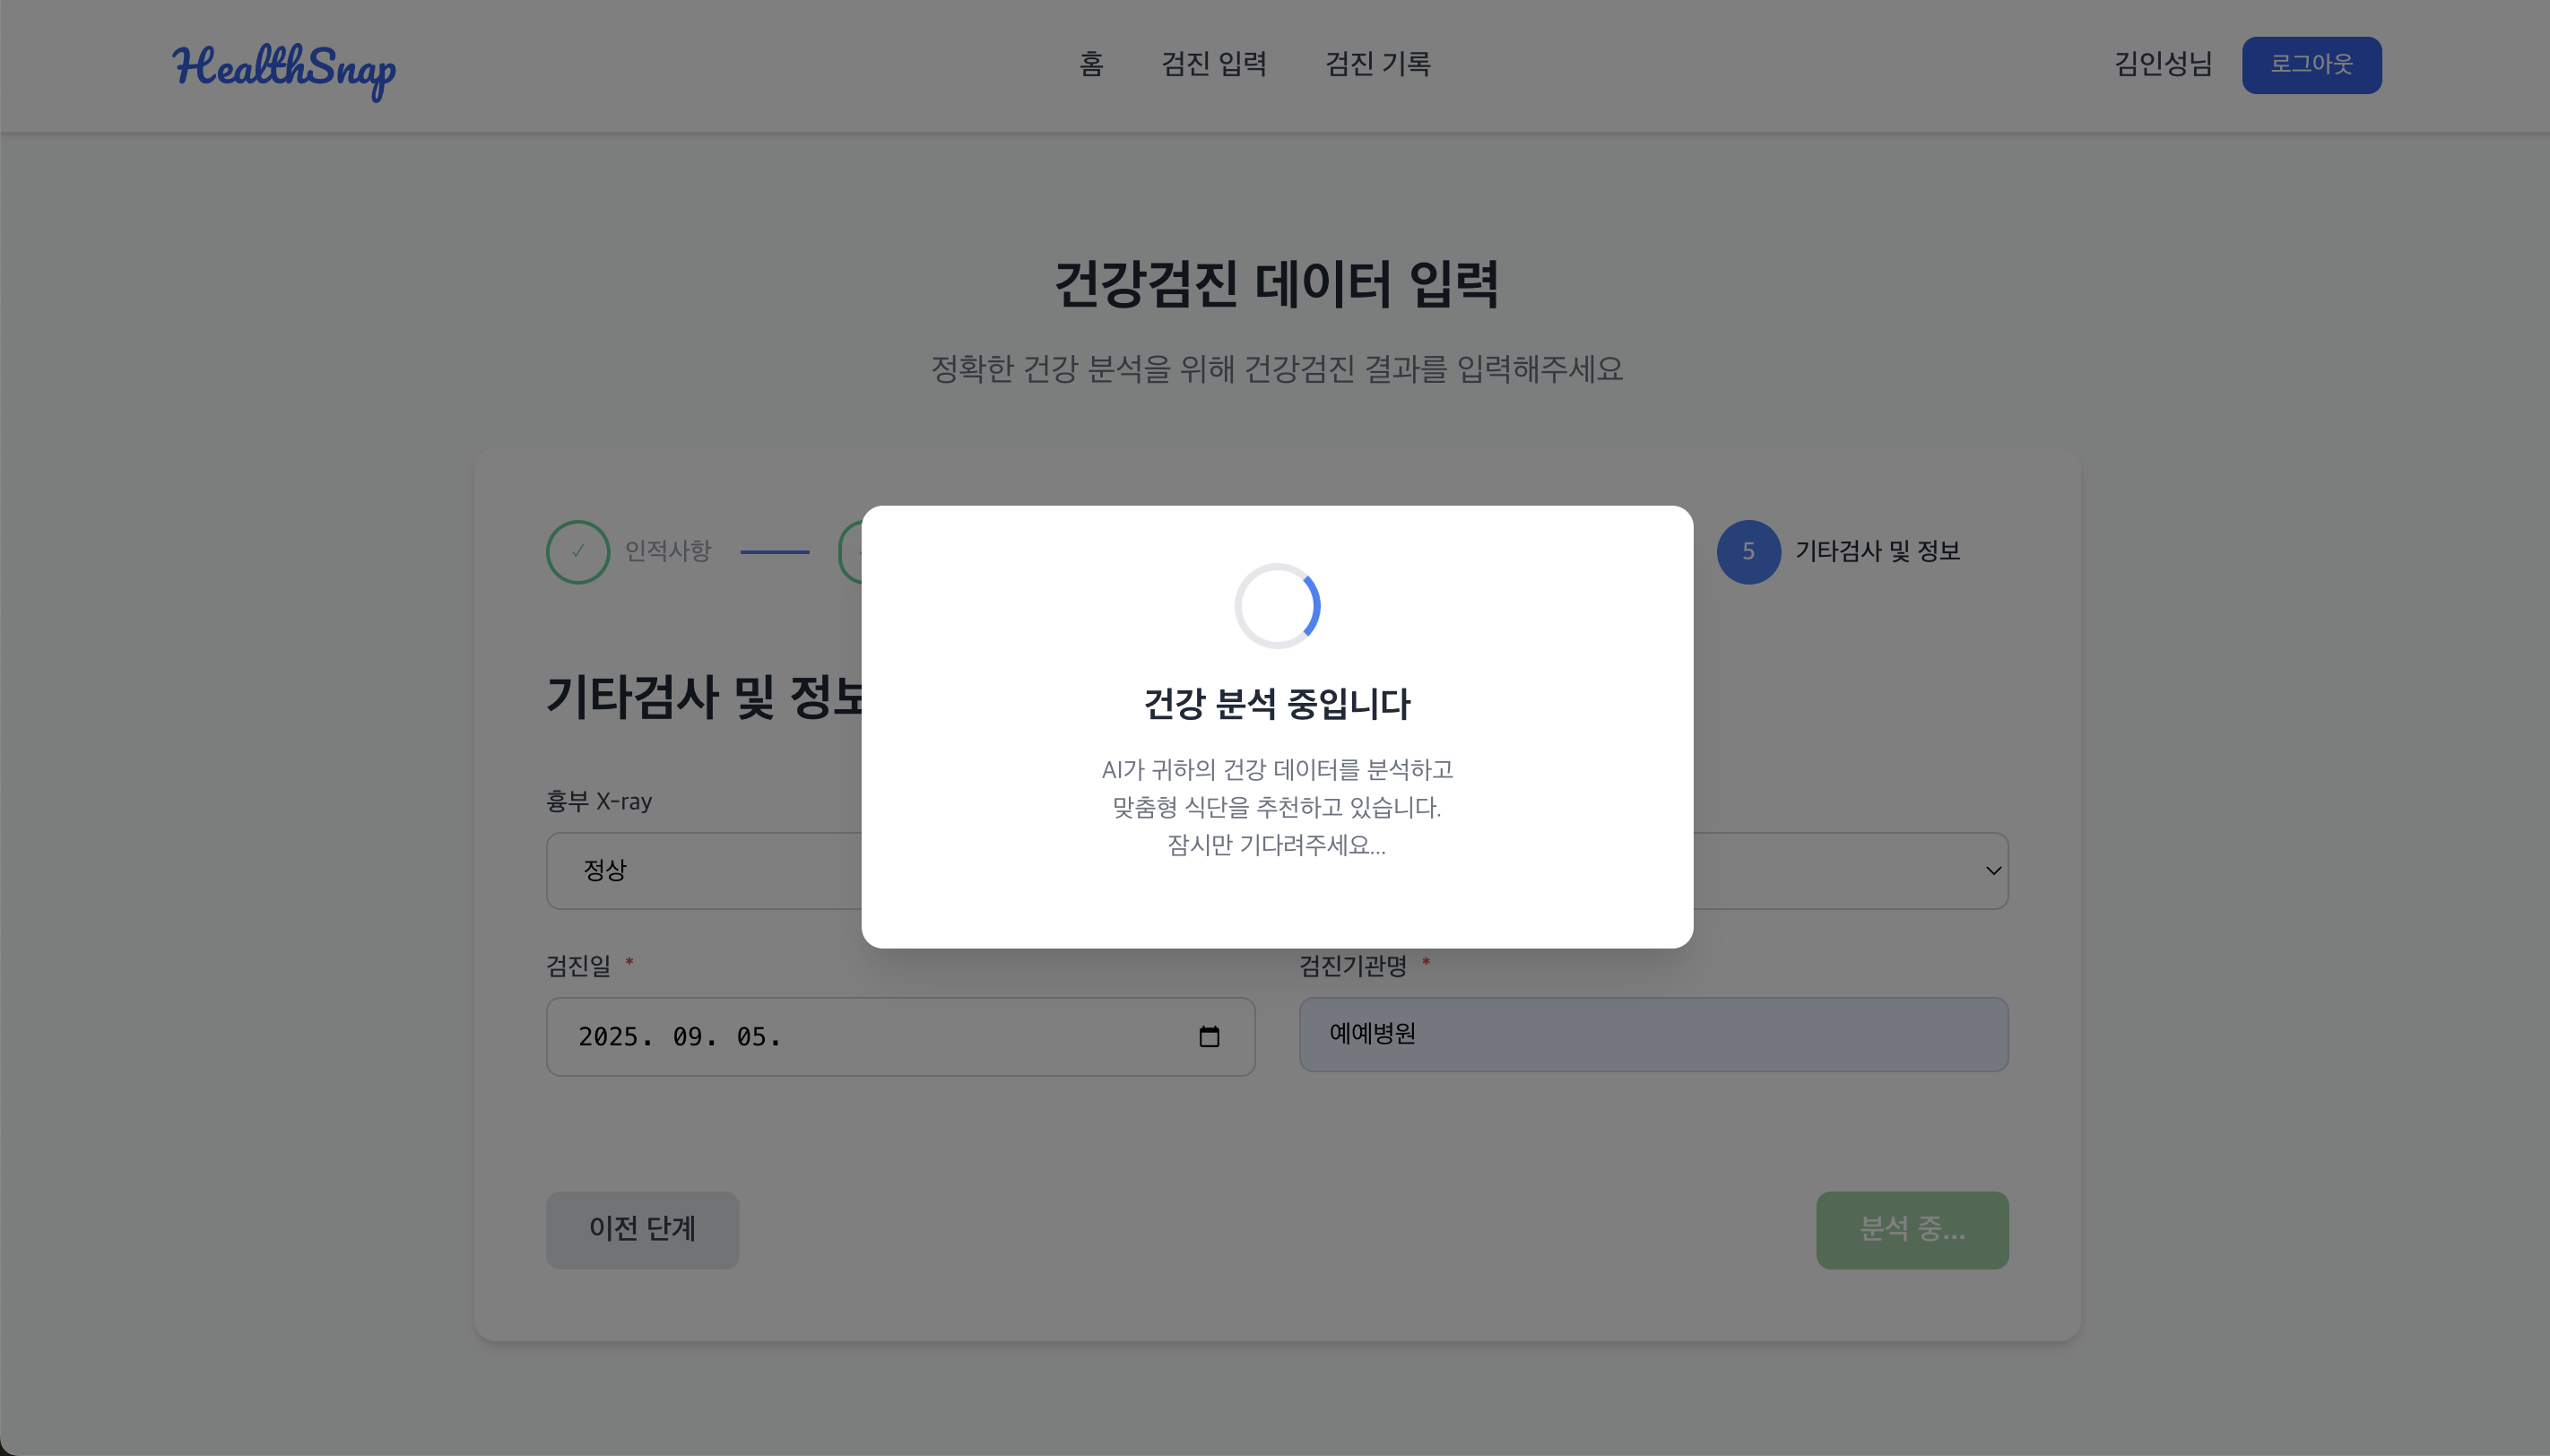 HealthSnap
홈
검진 입력
검진 기록
김인성님
로그아웃
건강검진 데이터 입력
정확한 건강 분석을 위해 건강검진 결과를 입력해주세요
✓ 인적사항
5 기타검사 및 정보
건강 분석 중입니다
AI가 귀하의 건강 데이터를 분석하고
맞춤형 식단을 추천하고 있습니다.
잠시만 기다려주세요...
기타검사 및 정보
흉부 X-ray
정상
검진일 *
2025. 09. 05.
검진기관명 *
예예병원
이전 단계
분석 중...